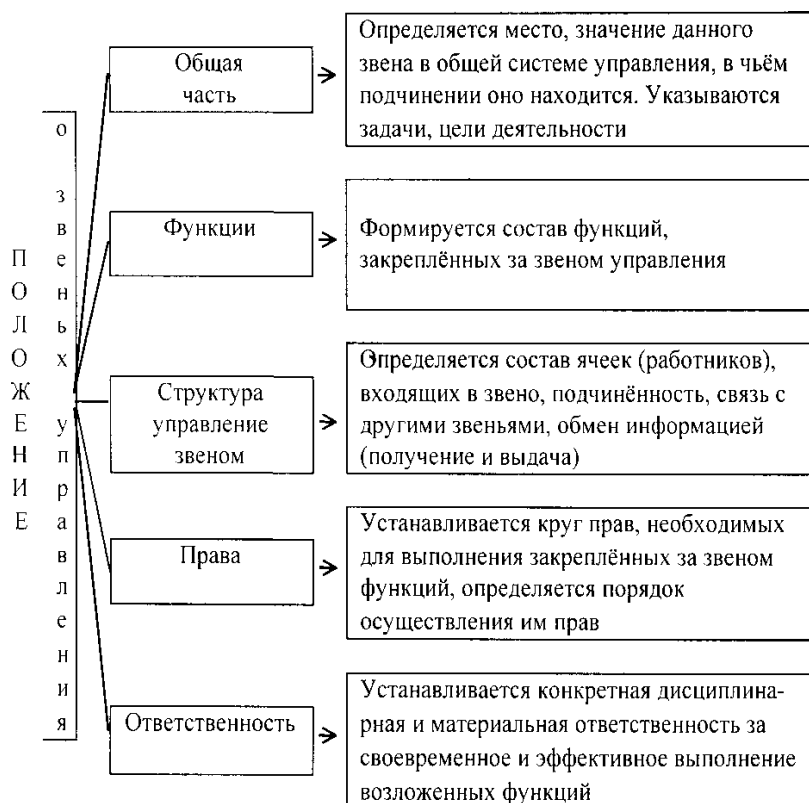 ПОЛОЖЕНИЕ
о звеньх управления
Общая
часть
Определяется место, значение данного
звена в общей системе управления, в чьём
подчинении оно находится. Указываются
задачи, цели деятельности
Функции
Формируется состав функций,
закреплённых за звеном управления
Структура
управление
звеном
Определяется состав ячеек (работников),
входящих в звено, подчинённость, связь с
другими звеньями, обмен информацией
(получение и выдача)
Права
Устанавливается круг прав, необходимых
для выполнения закреплённых за звеном
функций, определяется порядок
осуществления им прав
Ответственность
Устанавливается конкретная дисциплина-
рная и материальная ответственность за
своевременное и эффективное выполнение
возложенных функций